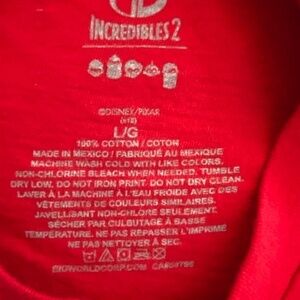 INCREDIBLES 2
©DISNEY/PIXAR
L/G
100% COTTON / COTON
MADE IN MEXICO / FABRIQUÉ AU MEXIQUE
MACHINE WASH COLD WITH LIKE COLORS.
NON-CHLORINE BLEACH WHEN NEEDED. TUMBLE
DRY LOW. DO NOT IRON PRINT. DO NOT DRY CLEAN.
LAVER À LA MACHINE À L'EAU FROIDE AVEC DES
VÊTEMENTS DE COULEURS SIMILAIRES.
JAVELLISANT NON-CHLORE SEULEMENT.
SÉCHER PAR CULBUTAGE À BASSE
TEMPÉRATURE. NE PAS REPASSER L'IMPRIMÉ
NE PAS NETTOYER À SEC.
BIOWORLDCORP.COM